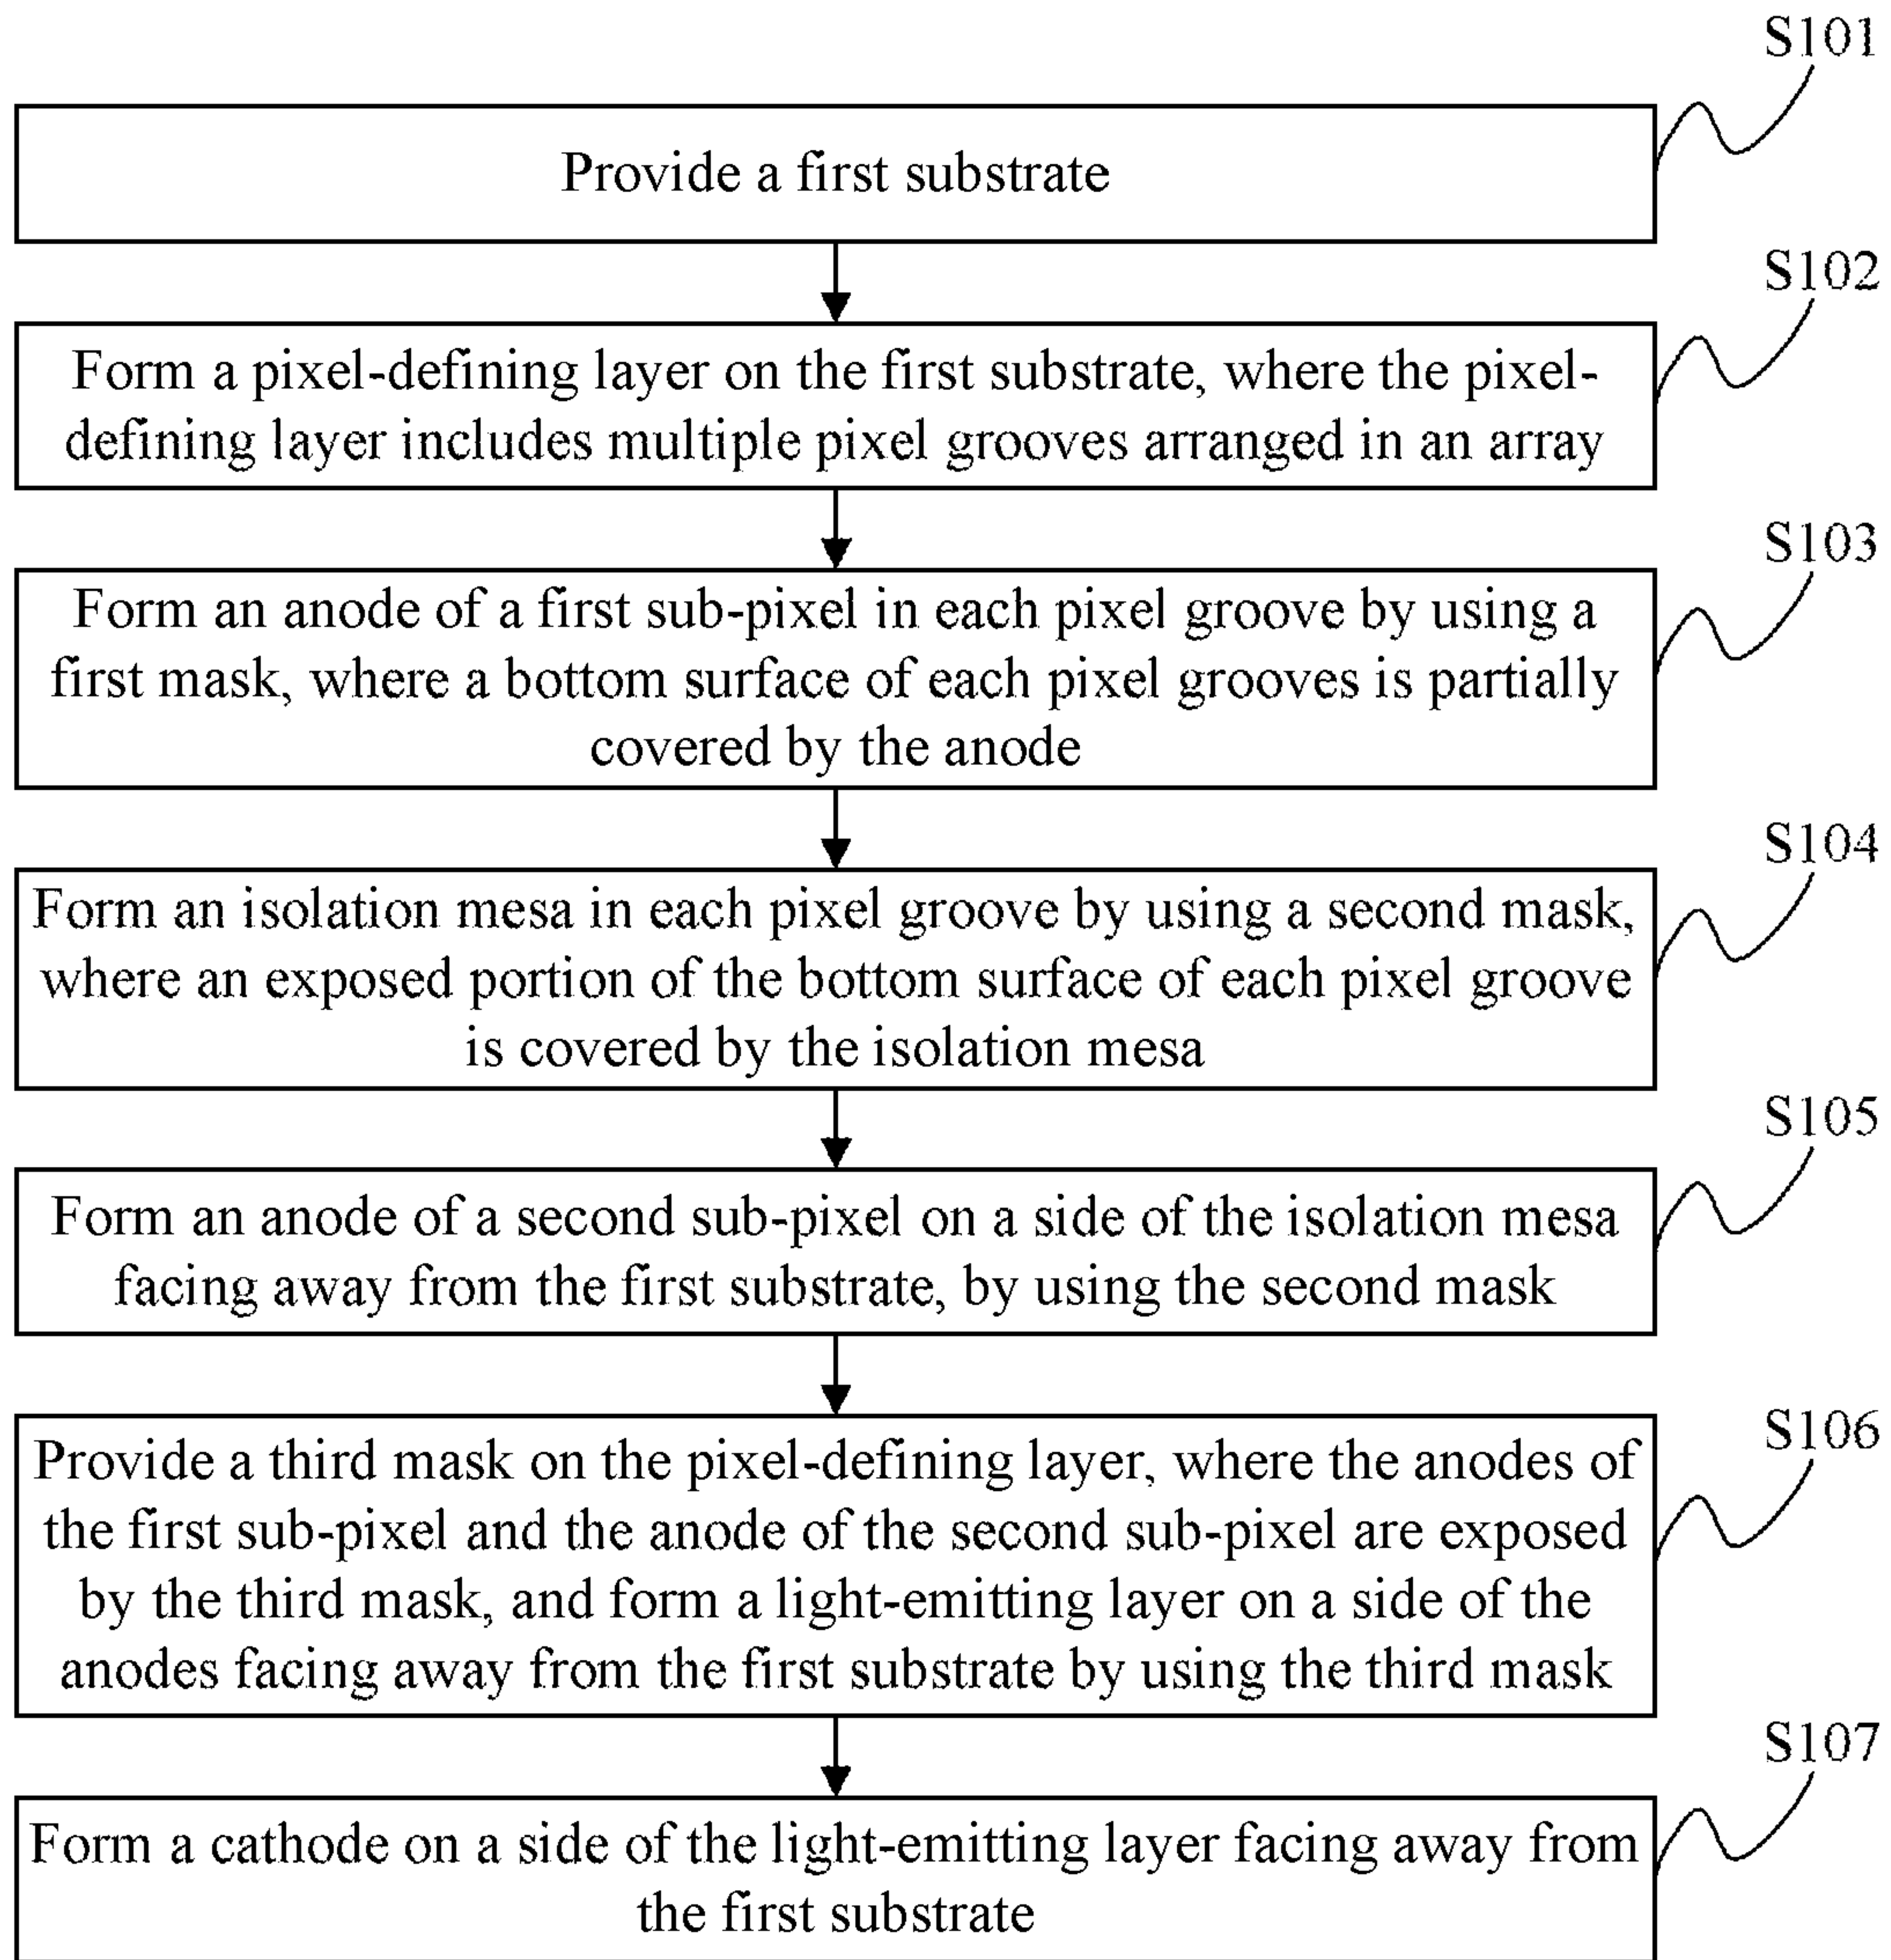 S101
Provide a first substrate
S102
Form a pixel-defining layer on the first substrate, where the pixel-
defining layer includes multiple pixel grooves arranged in an array
S103
Form an anode of a first sub-pixel in each pixel groove by using a
first mask, where a bottom surface of each pixel grooves is partially
covered by the anode
S104
Form an isolation mesa in each pixel groove by using a second mask,
where an exposed portion of the bottom surface of each pixel groove
is covered by the isolation mesa
S105
Form an anode of a second sub-pixel on a side of the isolation mesa
facing away from the first substrate, by using the second mask
S106
Provide a third mask on the pixel-defining layer, where the anodes of
the first sub-pixel and the anode of the second sub-pixel are exposed
by the third mask, and form a light-emitting layer on a side of the
anodes facing away from the first substrate by using the third mask
S107
Form a cathode on a side of the light-emitting layer facing away from
the first substrate